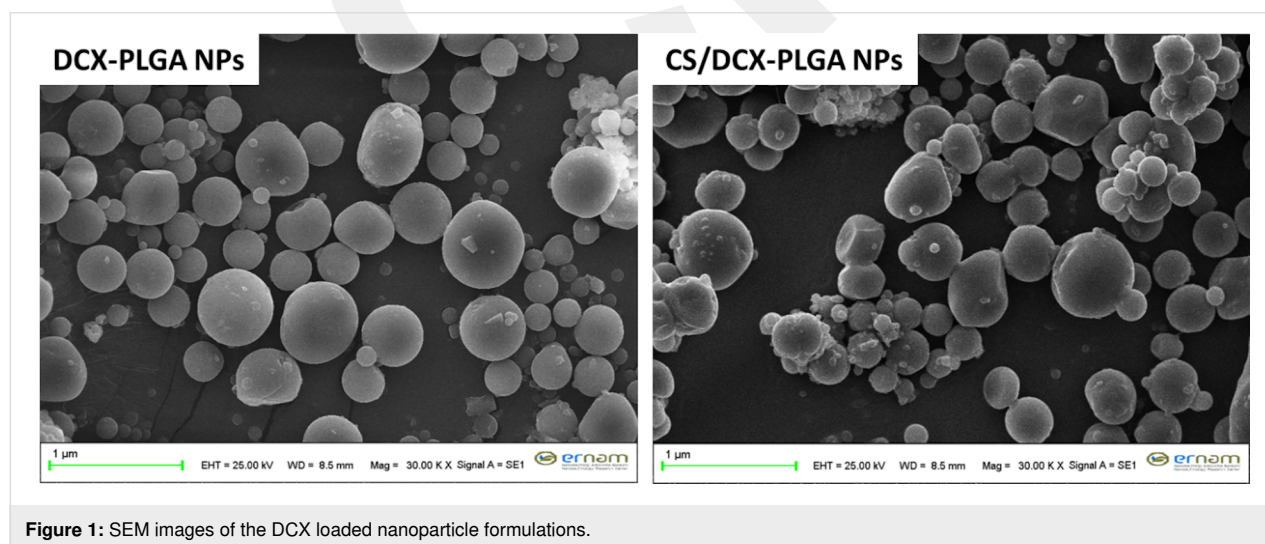 DCX-PLGA NPs
CS/DCX-PLGA NPs
1 µm
EHT = 25.00 kV WD = 8.5 mm Mag = 30.00 K X Signal A = SE1
ernam
1 µm
EHT = 25.00 kV WD = 8.5 mm Mag = 30.00 K X Signal A = SE1
ernam
Figure 1: SEM images of the DCX loaded nanoparticle formulations.